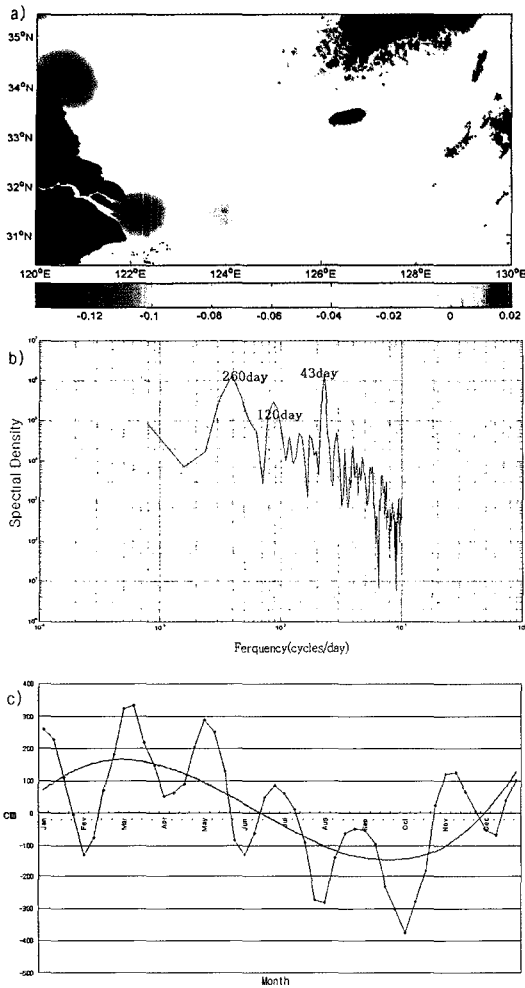 a)
35°N
34°N
33°N
32°N
31°N
120°E 122°E 124°E 126°E 128°E 130°E
-0.12 -0.1 -0.08 -0.06 -0.04 -0.02 0 0.02
b)
260day
43day
120day
Spectral Density
Ferquency(cycles/day)
c)
400
300
200
100
0
-100
-200
-300
-400
-500
cm
Jan Fev Mar Apr May Jun Jul Aug Sep Oct Nov Dec
Month